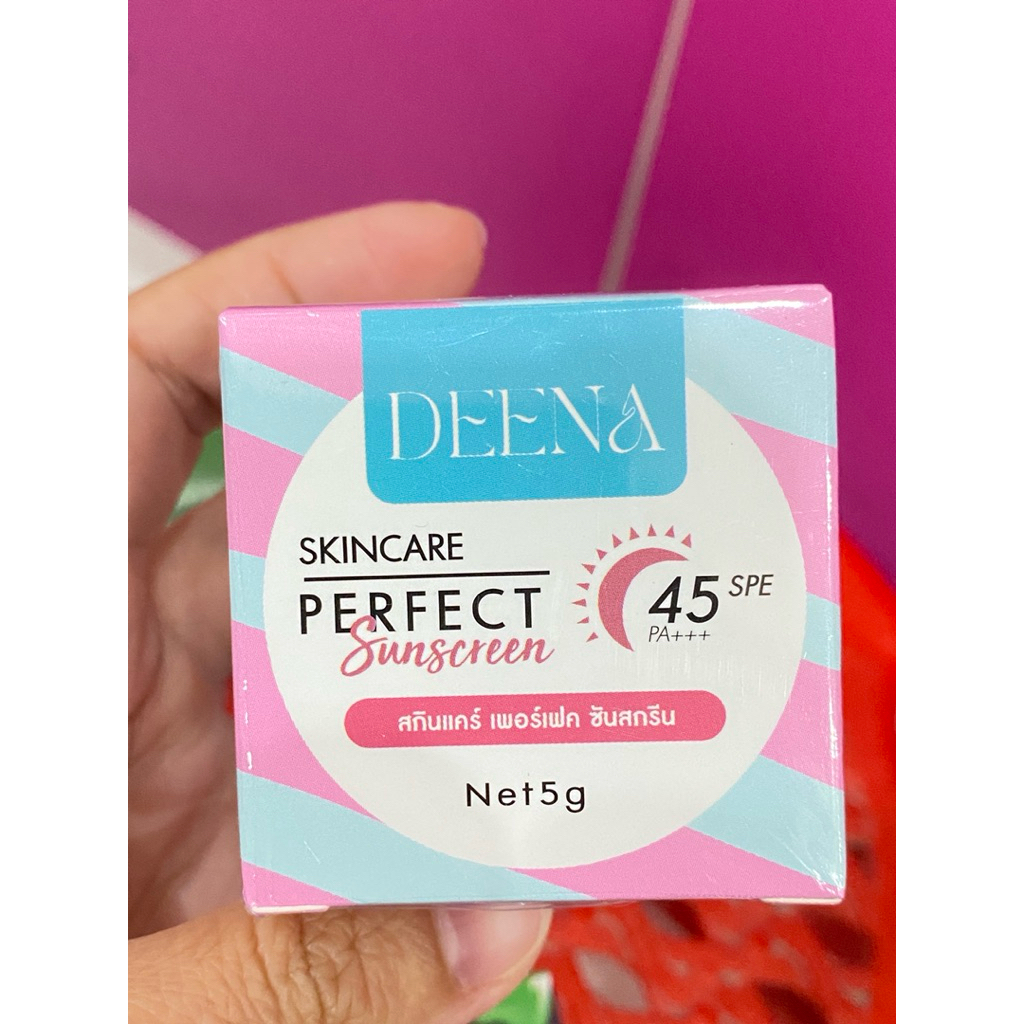 DEENA
SKINCARE
PERFECT
Sunscreen
45 SPE
PA+++
สกินแคร์ เพอร์เฟค ซันสกรีน
Net5g